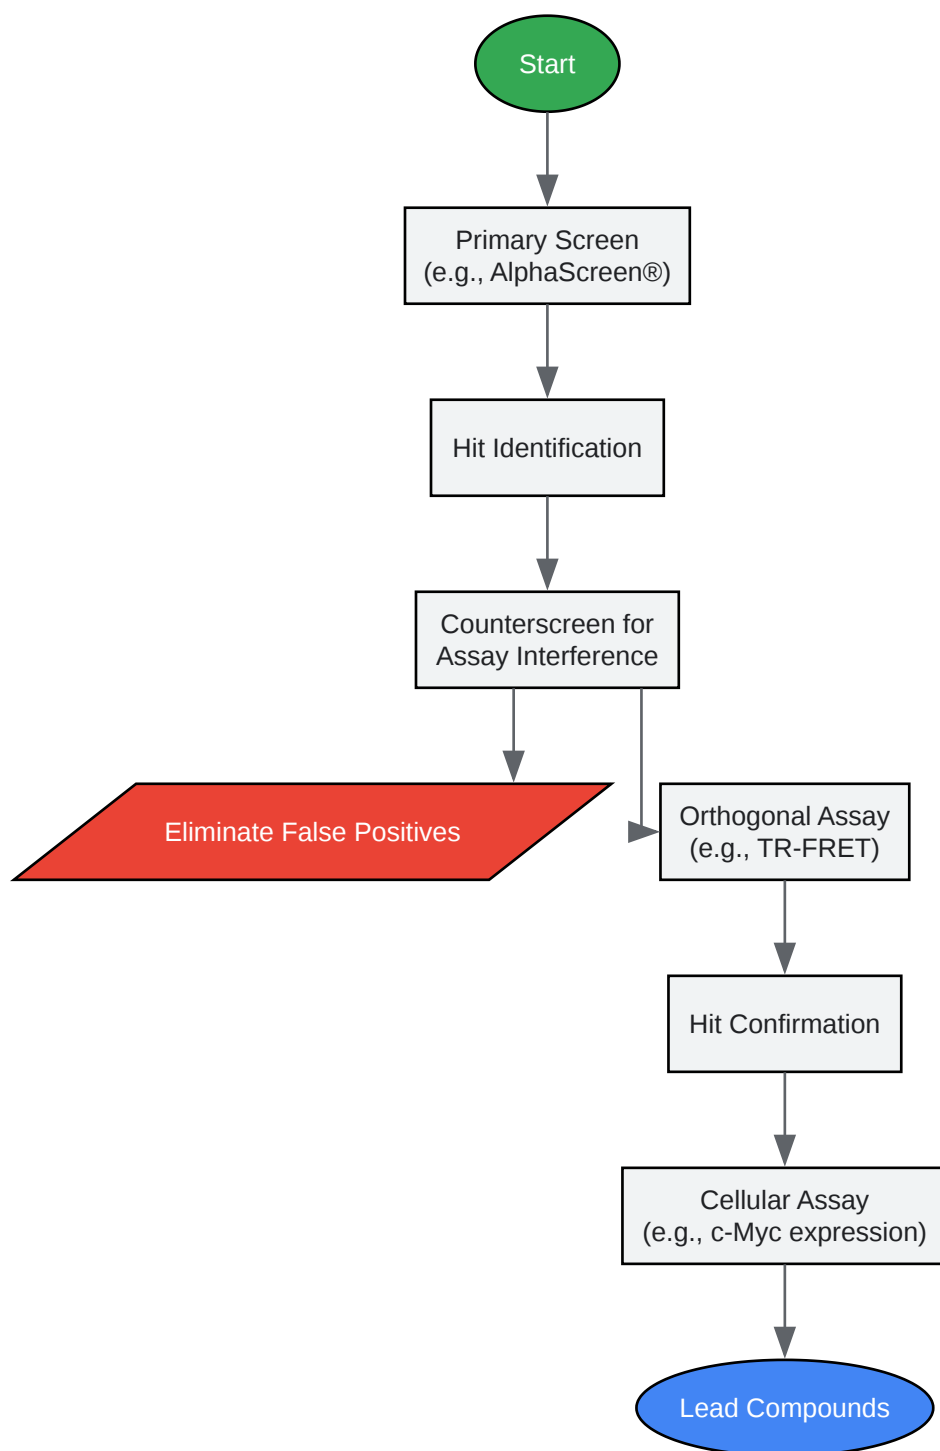 Start
Primary Screen
(e.g., AlphaScreen®)
Hit Identification
Counterscreen for
Assay Interference
Eliminate False Positives
Orthogonal Assay
(e.g., TR-FRET)
Hit Confirmation
Cellular Assay
(e.g., c-Myc expression)
Lead Compounds